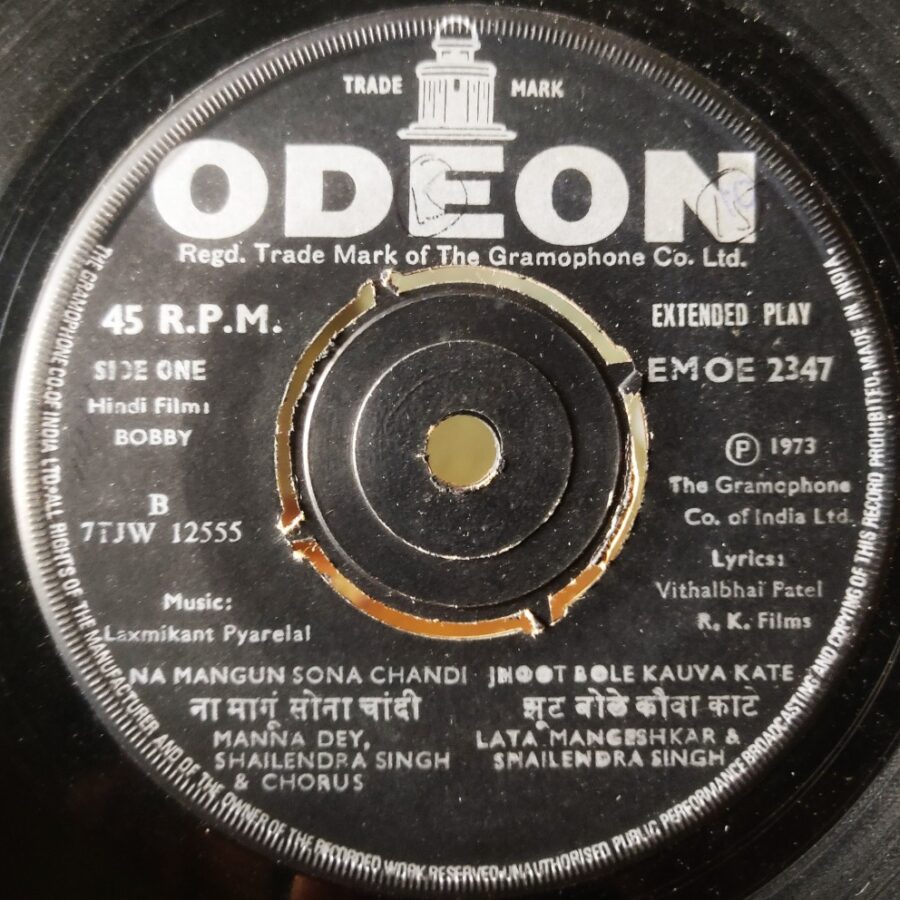 TRADE MARK
ODEON
Regd. Trade Mark of The Gramophone Co. Ltd.
45 R.P.M.
SIDE ONE
Hindi Film:
BOBBY
B
7TJW 12555
Music:
Laxmikant Pyarelal
EXTENDED PLAY
EMOE 2347
Ⓟ 1973
The Gramophone
Co. of India Ltd.
Lyrics:
Vithalbhai Patel
R. K. Films
NA MANGUN SONA CHANDI
ना मागूं सोना चांदी
MANNA DEY,
SHAILENDRA SINGH
& CHORUS
JHOOT BOLE KAUVA KATE
झूट बोले कौवा काटे
LATA MANGESHKAR &
SHAILENDRA SINGH
THE GRAMOPHONE CO. OF INDIA LTD. ALL RIGHTS OF THE MANUFACTURER AND OF THE OWNER OF THE RECORDED WORK RESERVED-UNAUTHORISED PUBLIC PERFORMANCE BROADCASTING AND COPYING OF THIS RECORD PROHIBITED. MADE IN INDIA